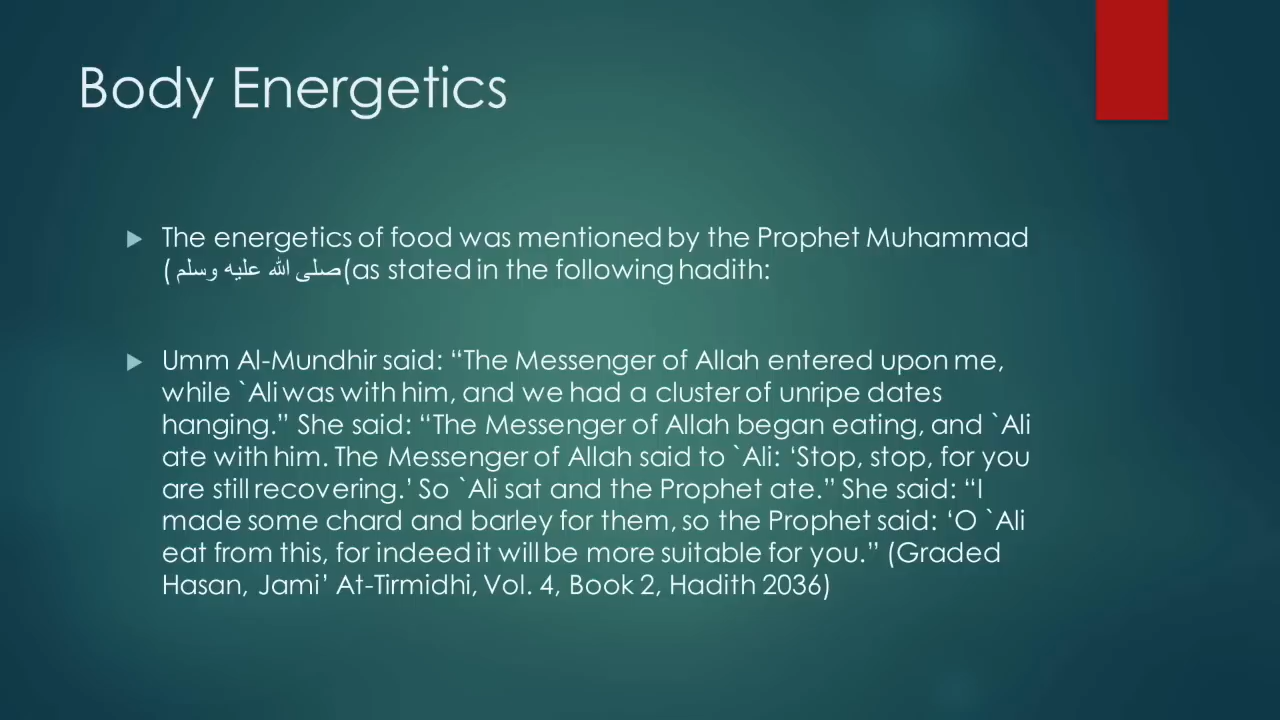 Body Energetics
The energetics of food was mentioned by the Prophet Muhammad
(صلى الله عليه وسلم (as stated in the following hadith:
Umm Al-Mundhir said: “The Messenger of Allah entered upon me,
while `Ali was with him, and we had a cluster of unripe dates
hanging.” She said: “The Messenger of Allah began eating, and `Ali
ate with him. The Messenger of Allah said to `Ali: ‘Stop, stop, for you
are still recovering.’ So `Ali sat and the Prophet ate.” She said: “I
made some chard and barley for them, so the Prophet said: ‘O `Ali
eat from this, for indeed it will be more suitable for you.” (Graded
Hasan, Jami’ At-Tirmidhi, Vol. 4, Book 2, Hadith 2036)